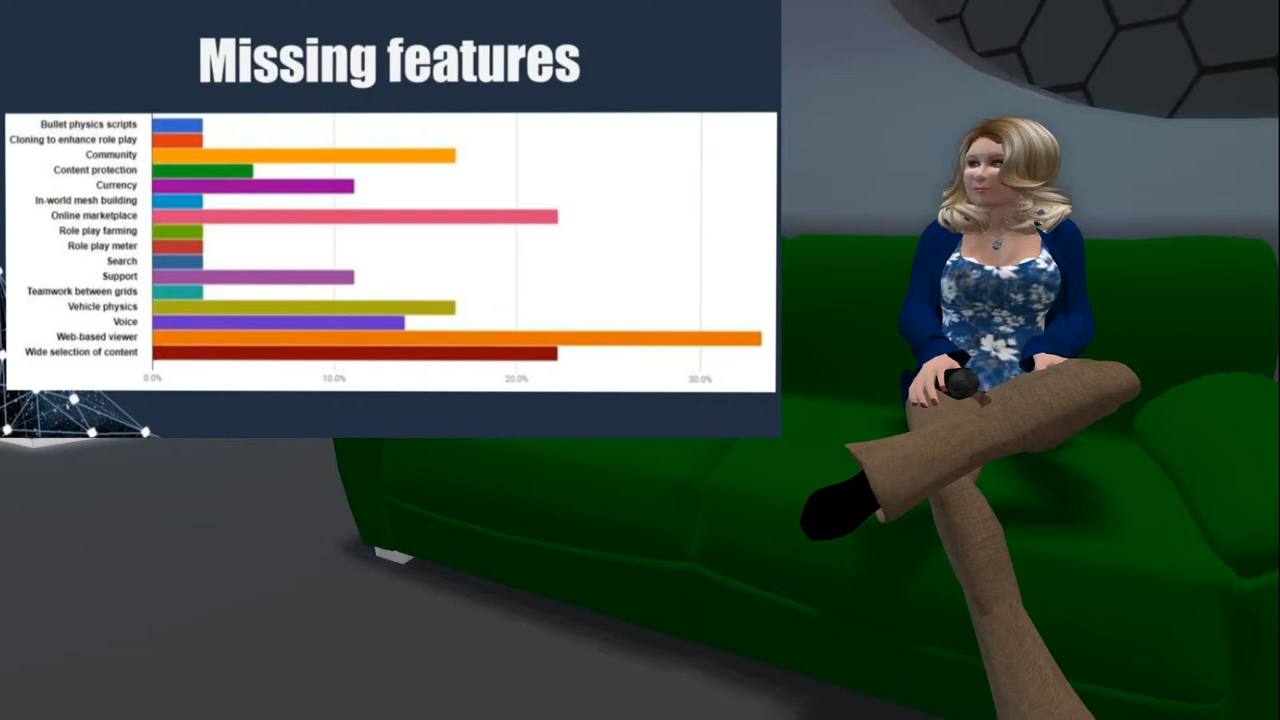 Missing features
Bullet physics scripts
Cloning to enhance role play
Community
Content protection
Currency
In-world mesh building
Online marketplace
Role play farming
Role play meter
Search
Support
Teamwork between grids
Vehicle physics
Voice
Web-based viewer
Wide selection of content
0.0% 10.0% 20.0% 30.0%